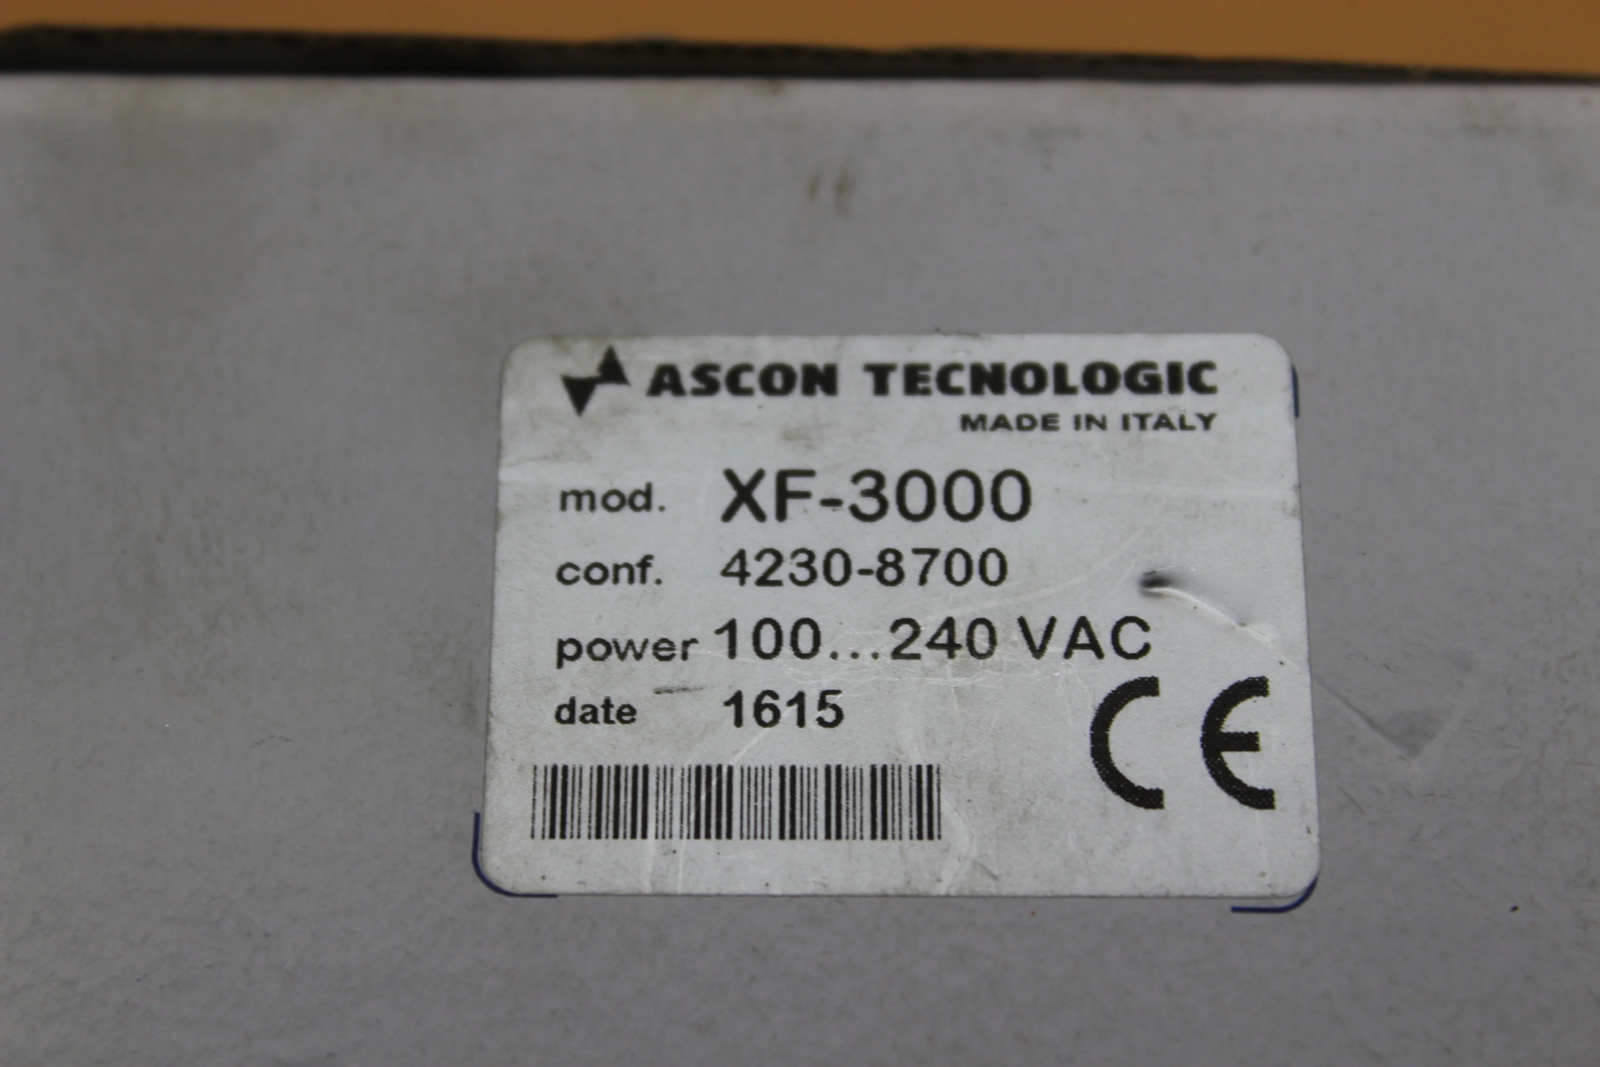 ASCON TECNOLOGIC
MADE IN ITALY
mod. XF-3000
conf. 4230-8700
power 100...240 VAC
date 1615
CE